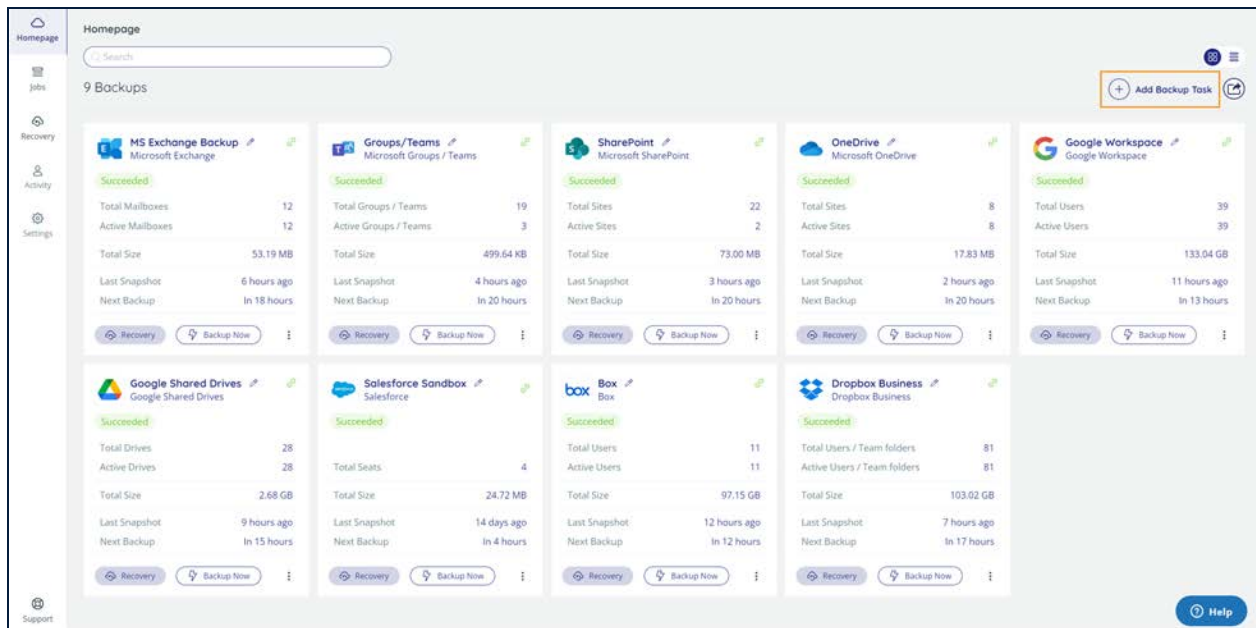 Homepage
Homepage
Search
Jobs
9 Backups
Add Backup Task
Recovery
Activity
Settings
MS Exchange Backup
Microsoft Exchange
Succeeded
Total Mailboxes 12
Active Mailboxes 12
Total Size 53.19 MB
Last Snapshot 6 hours ago
Next Backup In 18 hours
Recovery Backup Now
Groups/Teams
Microsoft Groups / Teams
Succeeded
Total Groups / Teams 19
Active Groups / Teams 3
Total Size 499.64 KB
Last Snapshot 4 hours ago
Next Backup In 20 hours
Recovery Backup Now
SharePoint
Microsoft SharePoint
Succeeded
Total Sites 22
Active Sites 2
Total Size 73.00 MB
Last Snapshot 3 hours ago
Next Backup In 20 hours
Recovery Backup Now
OneDrive
Microsoft OneDrive
Succeeded
Total Sites 8
Active Sites 8
Total Size 17.83 MB
Last Snapshot 2 hours ago
Next Backup In 20 hours
Recovery Backup Now
Google Workspace
Google Workspace
Succeeded
Total Users 39
Active Users 39
Total Size 133.04 GB
Last Snapshot 11 hours ago
Next Backup In 13 hours
Recovery Backup Now
Google Shared Drives
Google Shared Drives
Succeeded
Total Drives 28
Active Drives 28
Total Size 2.68 GB
Last Snapshot 9 hours ago
Next Backup In 15 hours
Recovery Backup Now
Salesforce Sandbox
Salesforce
Succeeded
Total Seats 4
Total Size 24.72 MB
Last Snapshot 14 days ago
Next Backup In 4 hours
Recovery Backup Now
box Box
Box
Succeeded
Total Users 11
Active Users 11
Total Size 97.15 GB
Last Snapshot 12 hours ago
Next Backup In 12 hours
Recovery Backup Now
Dropbox Business
Dropbox Business
Succeeded
Total Users / Team folders 81
Active Users / Team folders 81
Total Size 103.02 GB
Last Snapshot 7 hours ago
Next Backup In 17 hours
Recovery Backup Now
Support
Help